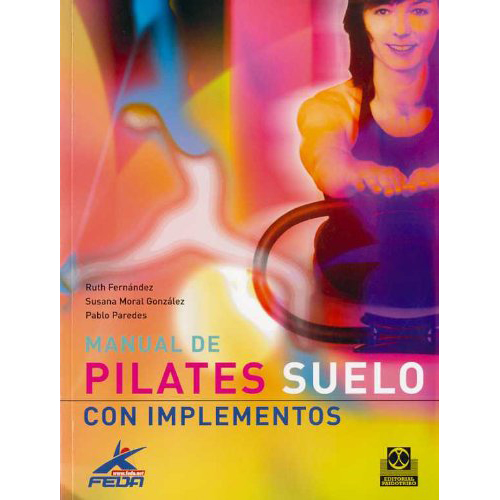 Ruth Fernández
Susana Moral González
Pablo Paredes
MANUAL DE
PILATES SUELO
CON IMPLEMENTOS
www.feda.net
FEDA
EDITORIAL
PAIDOTRIBO